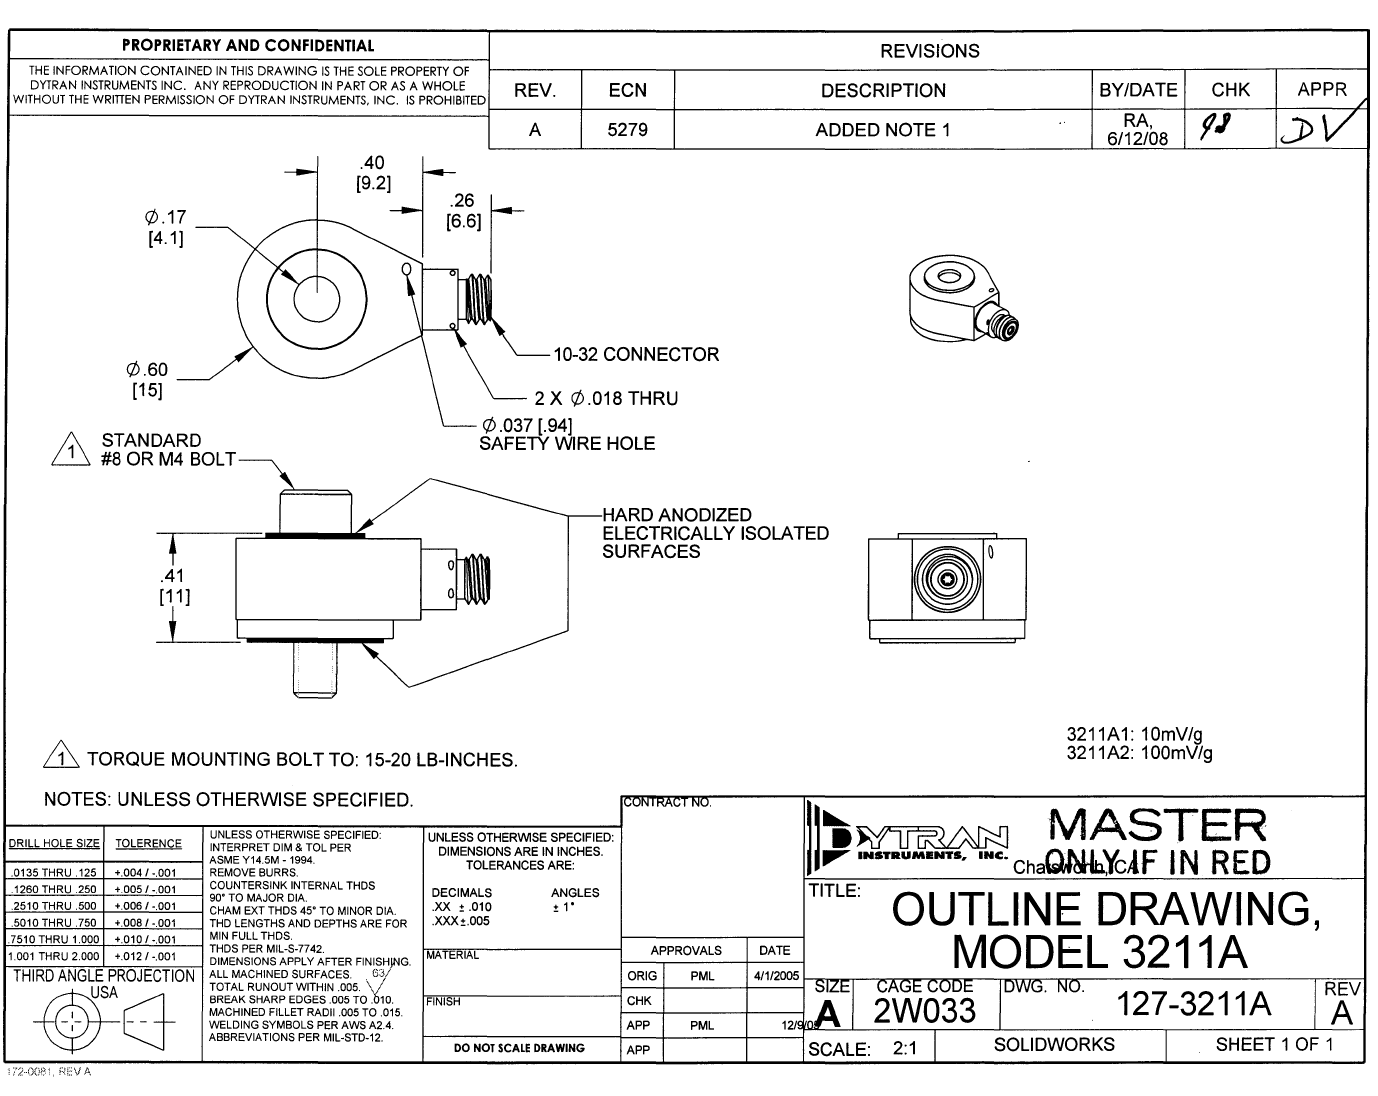 PROPRIETARY AND CONFIDENTIAL
THE INFORMATION CONTAINED IN THIS DRAWING IS THE SOLE PROPERTY OF
DYTRAN INSTRUMENTS INC. ANY REPRODUCTION IN PART OR AS A WHOLE
WITHOUT THE WRITTEN PERMISSION OF DYTRAN INSTRUMENTS, INC. IS PROHIBITED
REVISIONS
REV. ECN DESCRIPTION BY/DATE CHK APPR
A 5279 ADDED NOTE 1 RA,
6/12/08
DV
.40
[9.2]
.26
[6.6]
Ø.17
[4.1]
Ø.60
[15]
10-32 CONNECTOR
2 X Ø.018 THRU
Ø.037 [.94]
SAFETY WIRE HOLE
1
STANDARD
#8 OR M4 BOLT
HARD ANODIZED
ELECTRICALLY ISOLATED
SURFACES
.41
[11]
3211A1: 10mV/g
3211A2: 100mV/g
1 TORQUE MOUNTING BOLT TO: 15-20 LB-INCHES.
NOTES: UNLESS OTHERWISE SPECIFIED.
DRILL HOLE SIZE TOLERENCE
.0135 THRU .125 +.004 / -.001
.1260 THRU .250 +.005 / -.001
.2510 THRU .500 +.006 / -.001
.5010 THRU .750 +.008 / -.001
.7510 THRU 1.000 +.010 / -.001
1.001 THRU 2.000 +.012 / -.001
THIRD ANGLE PROJECTION
USA
UNLESS OTHERWISE SPECIFIED:
INTERPRET DIM & TOL PER
ASME Y14.5M - 1994.
REMOVE BURRS.
COUNTERSINK INTERNAL THDS
90° TO MAJOR DIA.
CHAM EXT THDS 45° TO MINOR DIA.
THD LENGTHS AND DEPTHS ARE FOR
MIN FULL THDS.
THDS PER MIL-S-7742.
DIMENSIONS APPLY AFTER FINISHING.
ALL MACHINED SURFACES. 63
TOTAL RUNOUT WITHIN .005.
BREAK SHARP EDGES .005 TO .010.
MACHINED FILLET RADII .005 TO .015.
WELDING SYMBOLS PER AWS A2.4.
ABBREVIATIONS PER MIL-STD-12.
UNLESS OTHERWISE SPECIFIED:
DIMENSIONS ARE IN INCHES.
TOLERANCES ARE:
DECIMALS ANGLES
.XX ± .010 ± 1°
.XXX±.005
MATERIAL
FINISH
DO NOT SCALE DRAWING
CONTRACT NO.
APPROVALS DATE
ORIG PML 4/1/2005
CHK
APP PML 12/9/05
APP
DYTRAN
INSTRUMENTS, INC.
Chatsworth, CA
MASTER
ONLY IF IN RED
TITLE:
OUTLINE DRAWING,
MODEL 3211A
SIZE CAGE CODE DWG. NO. REV
A 2W033 127-3211A A
SCALE: 2:1 SOLIDWORKS SHEET 1 OF 1
172-0081, REV A